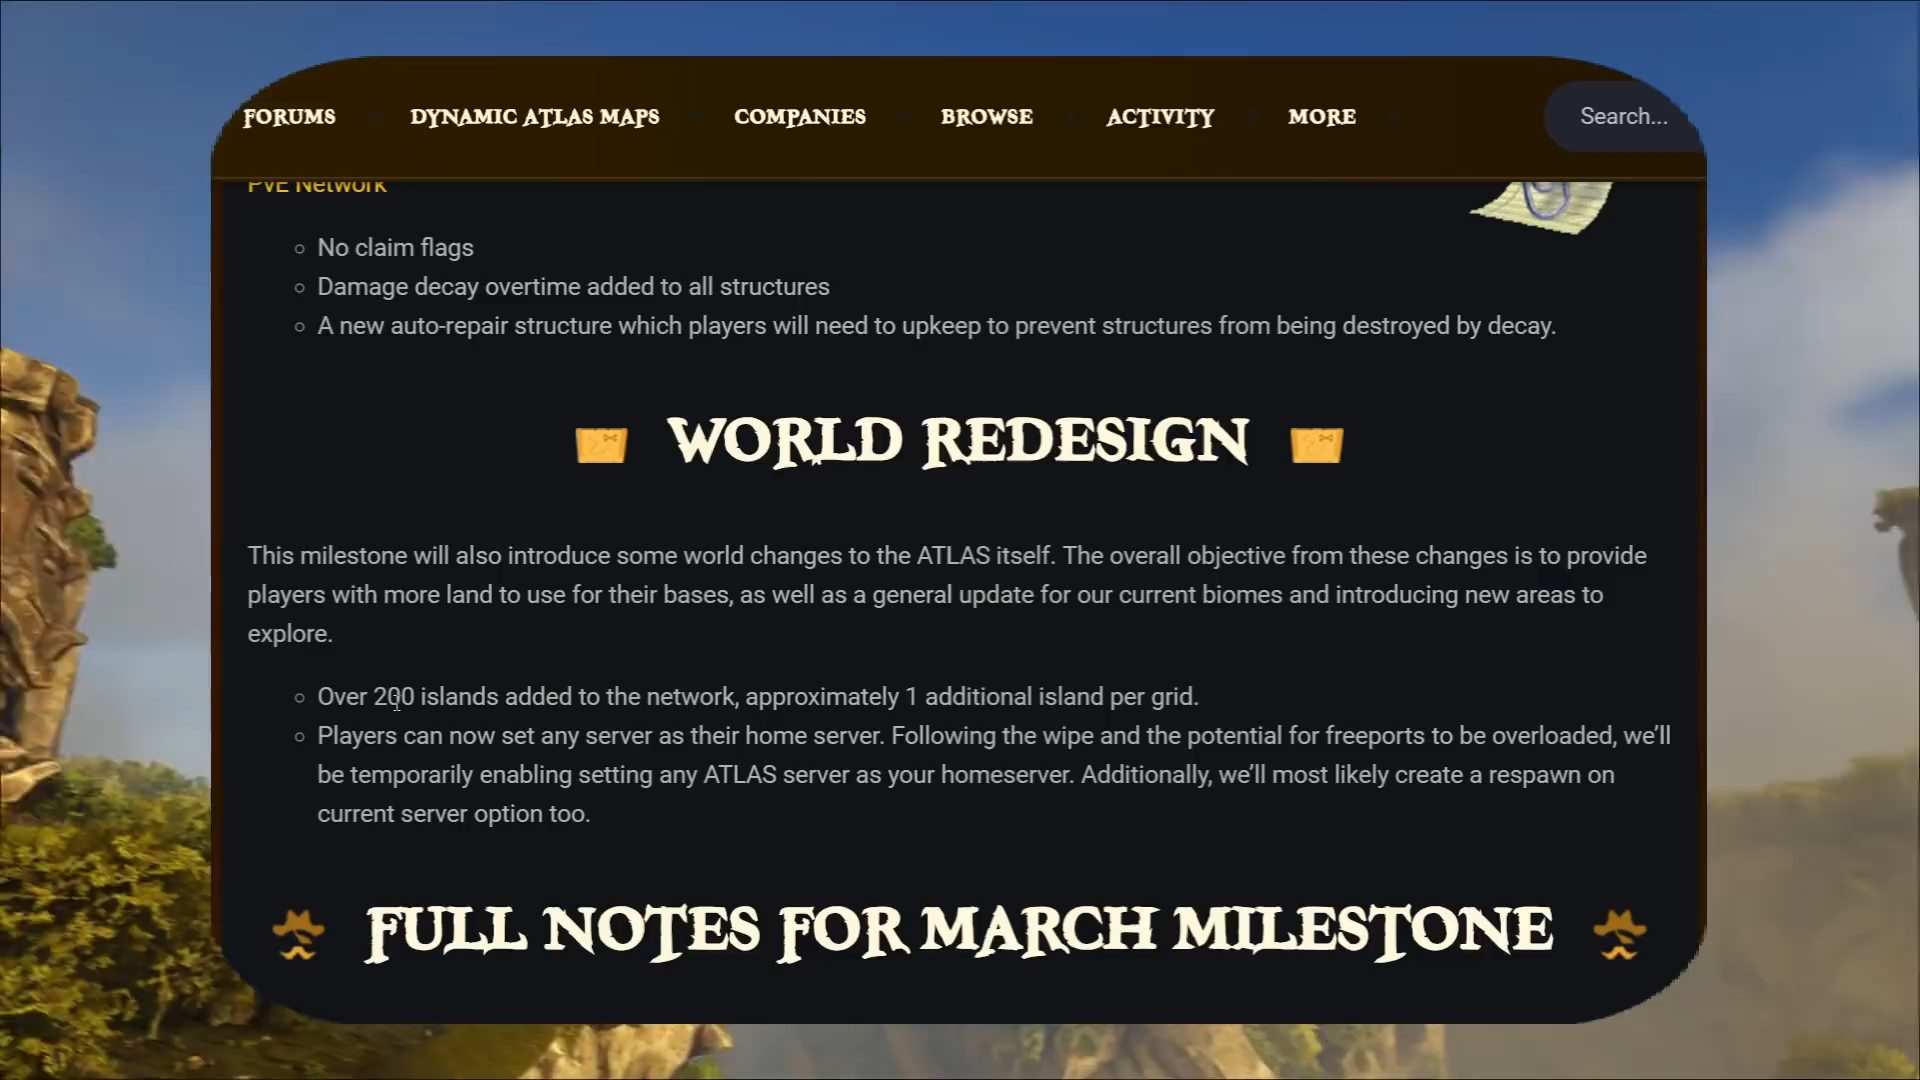 FORUMS DYNAMIC ATLAS MAPS COMPANIES BROWSE ACTIVITY MORE Search...
PvE Network
No claim flags
Damage decay overtime added to all structures
A new auto-repair structure which players will need to upkeep to prevent structures from being destroyed by decay.
WORLD REDESIGN
This milestone will also introduce some world changes to the ATLAS itself. The overall objective from these changes is to provide
players with more land to use for their bases, as well as a general update for our current biomes and introducing new areas to
explore.
Over 200 islands added to the network, approximately 1 additional island per grid.
Players can now set any server as their home server. Following the wipe and the potential for freeports to be overloaded, we’ll
be temporarily enabling setting any ATLAS server as your homeserver. Additionally, we’ll most likely create a respawn on
current server option too.
FULL NOTES FOR MARCH MILESTONE